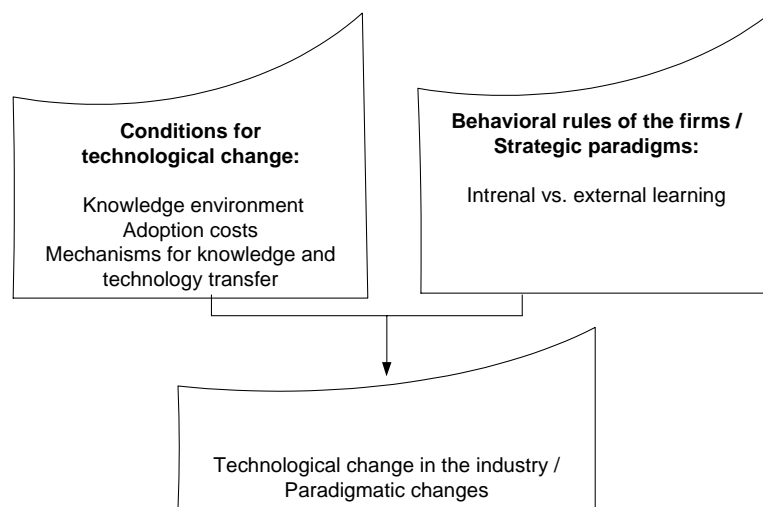 Conditions for
technological change:
Knowledge environment
Adoption costs
Mechanisms for knowledge and
technology transfer
Behavioral rules of the firms /
Strategic paradigms:
Intrenal vs. external learning
Technological change in the industry /
Paradigmatic changes